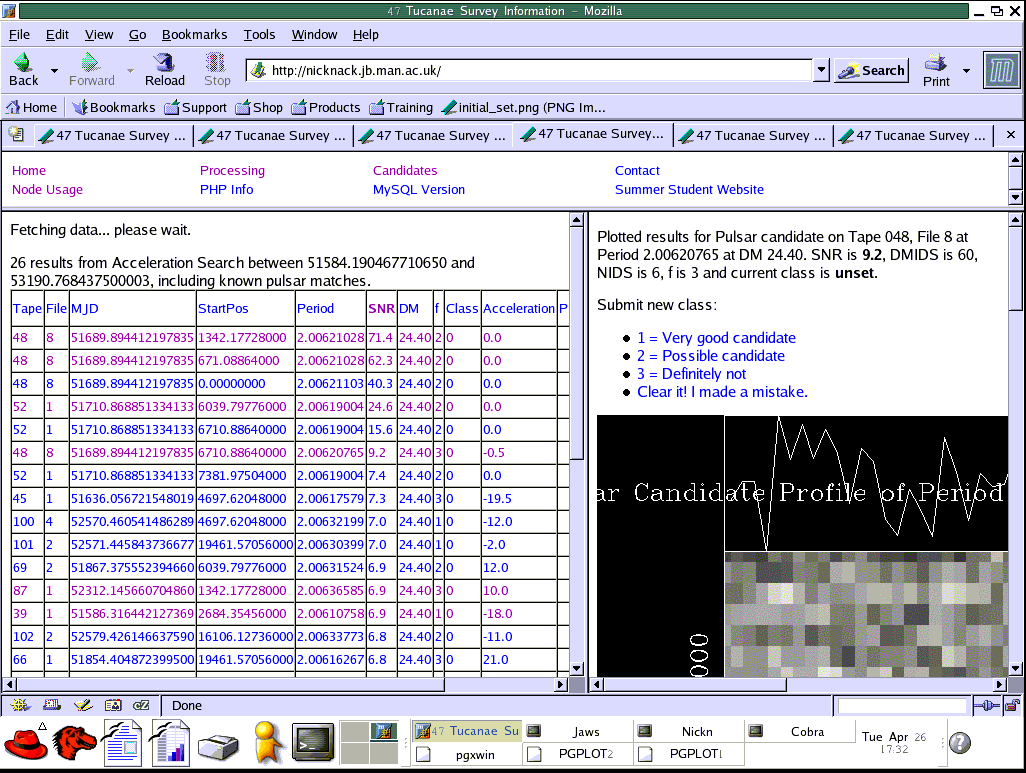 47 Tucanae Survey Information - Mozilla
File Edit View Go Bookmarks Tools Window Help
Back Forward Reload Stop http://nicknack.jb.man.ac.uk/ Search Print
Home Bookmarks Support Shop Products Training initial_set.png (PNG Im...
47 Tucanae Survey ... 47 Tucanae Survey ... 47 Tucanae Survey ... 47 Tucanae Survey... 47 Tucanae Survey ... 47 Tucanae Survey ...
Home Processing Candidates Contact
Node Usage PHP Info MySQL Version Summer Student Website
Fetching data... please wait.
26 results from Acceleration Search between 51584.190467710650 and
53190.768437500003, including known pulsar matches.
Tape File MJD StartPos Period SNR DM f Class Acceleration P
48 8 51689.894412197835 1342.17728000 2.00621028 71.4 24.40 2 0 0.0
48 8 51689.894412197835 671.08864000 2.00621028 62.3 24.40 2 0 0.0
48 8 51689.894412197835 0.00000000 2.00621103 40.3 24.40 2 0 0.0
52 1 51710.868851334133 6039.79776000 2.00619004 24.6 24.40 2 0 0.0
52 1 51710.868851334133 6710.88640000 2.00619004 15.6 24.40 2 0 0.0
48 8 51689.894412197835 6710.88640000 2.00620765 9.2 24.40 3 0 -0.5
52 1 51710.868851334133 7381.97504000 2.00619004 7.4 24.40 2 0 0.0
45 1 51636.056721548019 4697.62048000 2.00617579 7.3 24.40 3 0 -19.5
100 4 52570.460541486289 4697.62048000 2.00632199 7.0 24.40 1 0 -12.0
101 2 52571.445843736677 19461.57056000 2.00630399 7.0 24.40 1 0 -2.0
69 2 51867.375552394660 6039.79776000 2.00631524 6.9 24.40 2 0 12.0
87 1 52312.145660704860 1342.17728000 2.00636585 6.9 24.40 3 0 10.0
39 1 51586.316442127369 2684.35456000 2.00610758 6.9 24.40 1 0 -18.0
102 2 52579.426146637590 16106.12736000 2.00633773 6.8 24.40 2 0 -11.0
66 1 51854.404872399500 19461.57056000 2.00616267 6.8 24.40 3 0 21.0
Plotted results for Pulsar candidate on Tape 048, File 8 at
Period 2.00620765 at DM 24.40. SNR is 9.2, DMIDS is 60,
NIDS is 6, f is 3 and current class is unset.
Submit new class:
1 = Very good candidate
2 = Possible candidate
3 = Definitely not
Clear it! I made a mistake.
ar Candidate Profile of Period
000
Done
47 Tucanae Su Jaws Nickn Cobra Tue Apr 26
pgxwin PGPLOT2 PGPLOT1 17:32